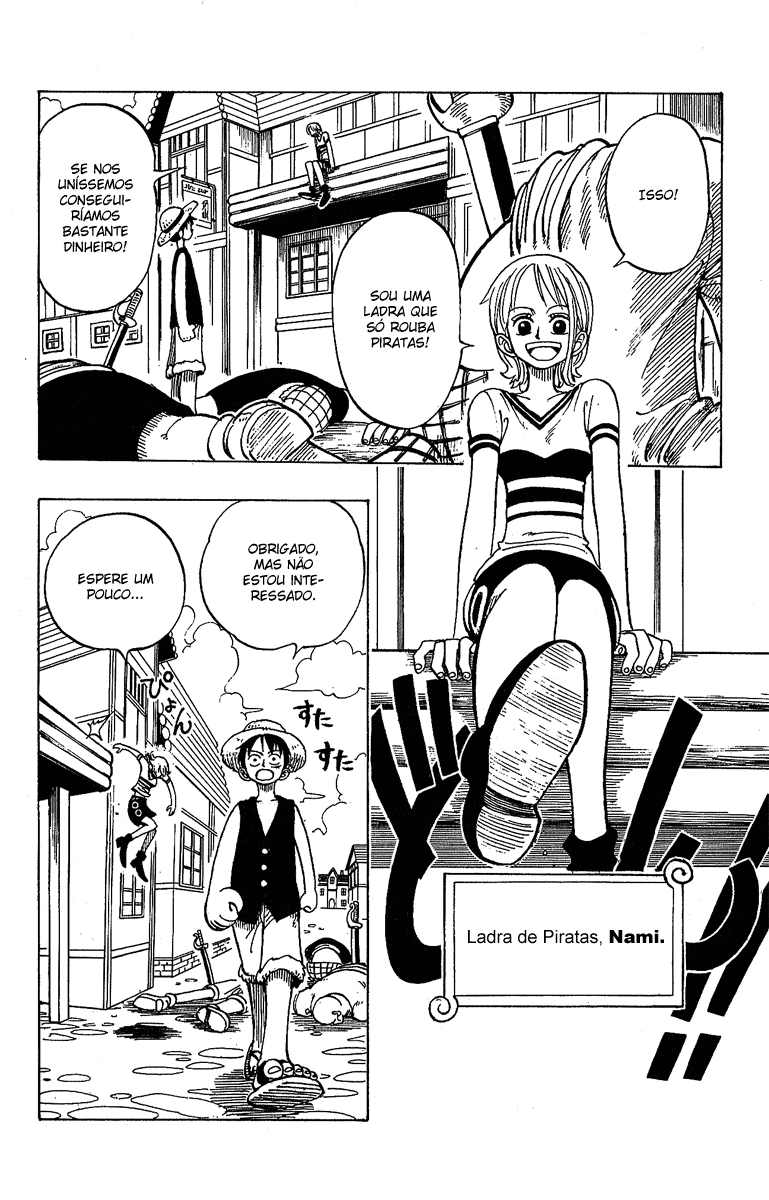 ISSO!
SOU UMA
LADRA QUE
SÓ ROUBA
PIRATAS!
SE NOS
UNÍSSEMOS
CONSEGUI-
RÍAMOS
BASTANTE
DINHEIRO!
Ladra de Piratas, Nami.
OBRIGADO,
MAS NÃO
ESTOU INTE-
RESSADO.
すた
すた
ESPERE UM
POUCO...
ぴょん